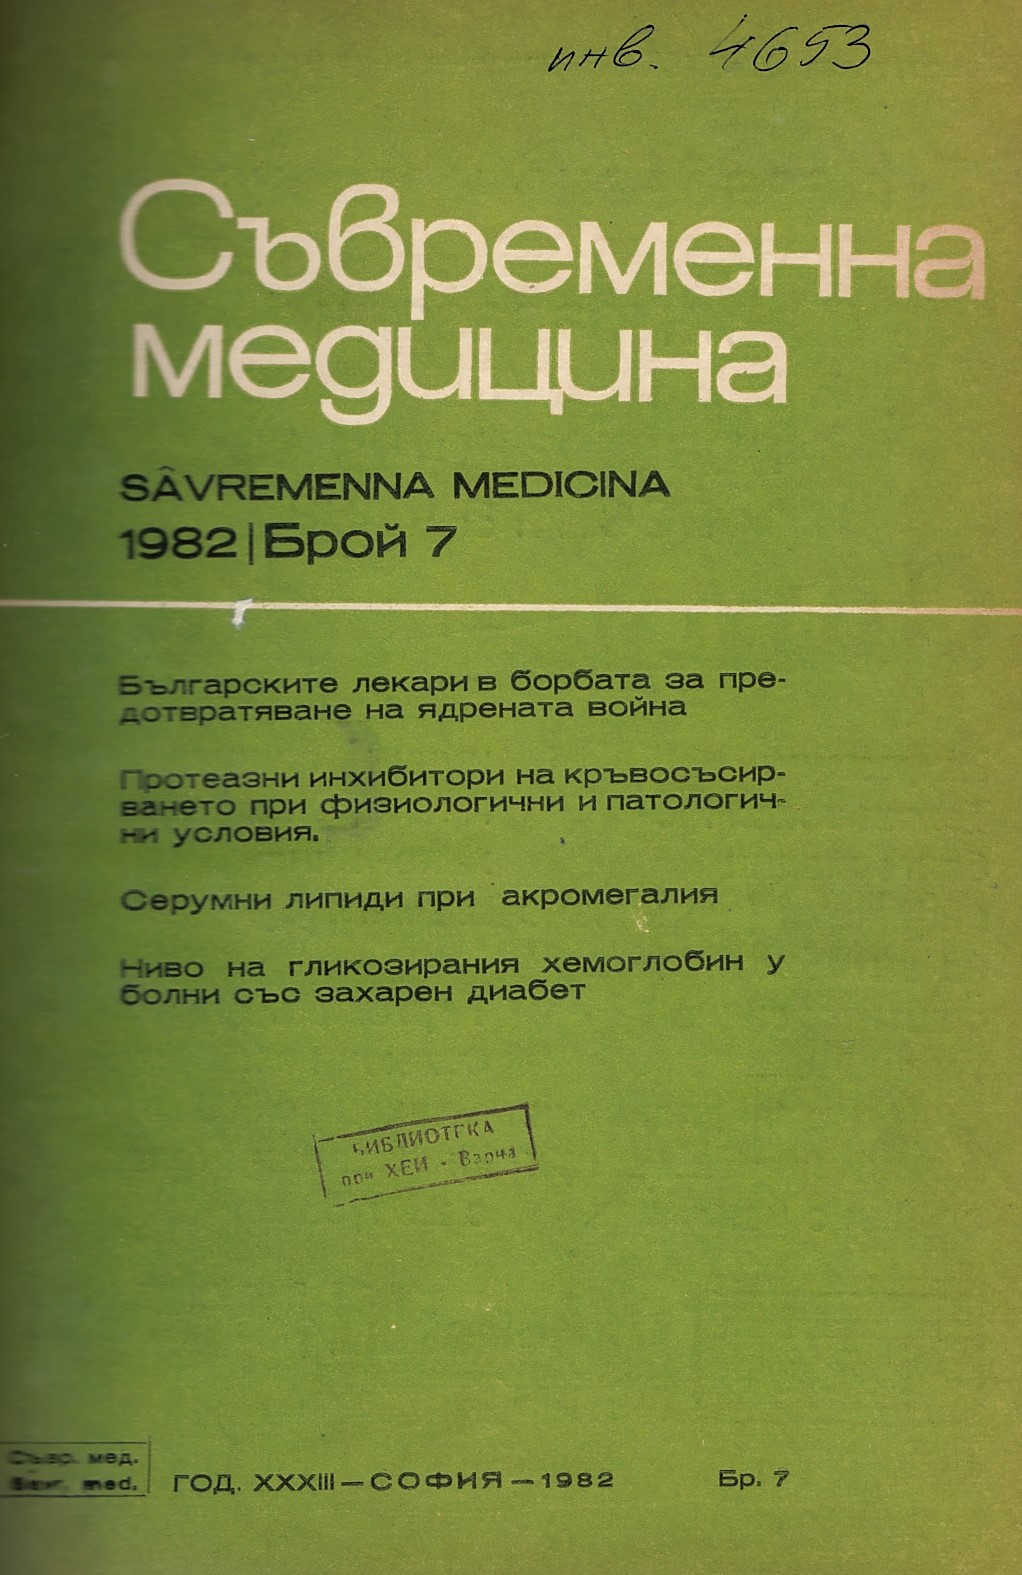 инв. 4653
Съвременна
медицина
SÂVREMENNA MEDICINA
1982 | Брой 7
Българските лекари в борбата за пре-
дотвратяване на ядрената война
Протеазни инхибитори на кръвосъсир-
ването при физиологични и патологич-
ни условия.
Серумни липиди при акромегалия
Ниво на гликозирания хемоглобин у
болни със захарен диабет
БИБЛИОТЕКА
при ХЕИ - Варна
Съвр. мед.
med.
ГОД. XXXIII — СОФИЯ — 1982 Бр. 7